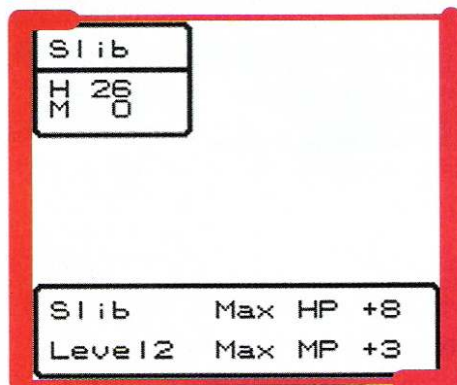 Slib
H 26
M 0
Slib Max HP +8
Level2 Max MP +3